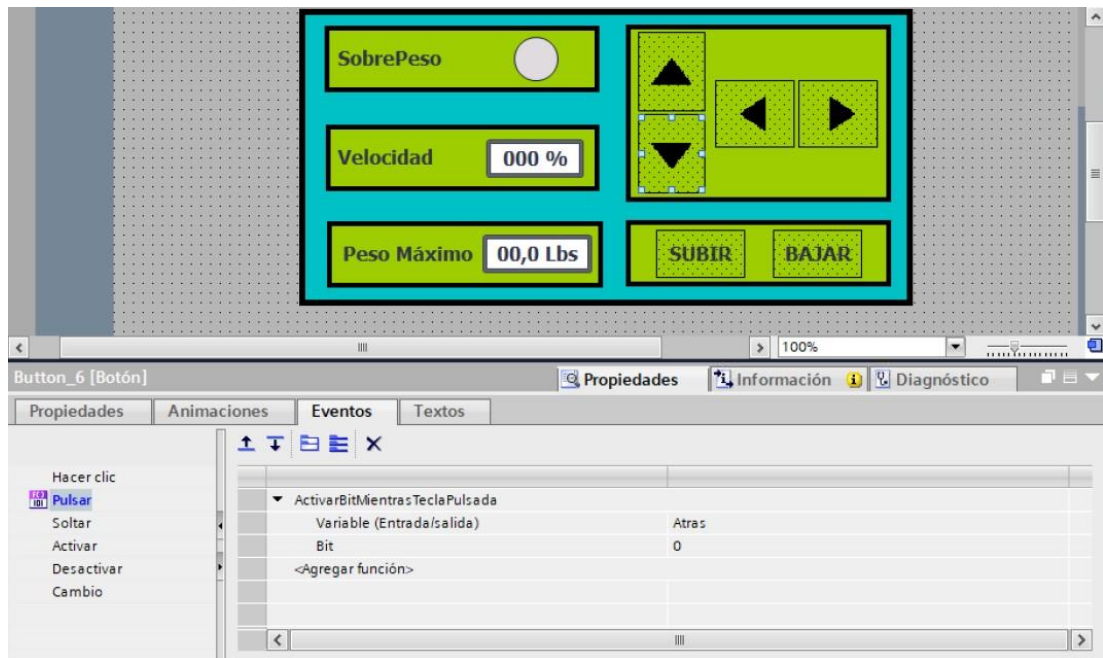 SobrePeso
Velocidad 000 %
Peso Máximo 00,0 Lbs
SUBIR BAJAR
100%
Button_6 [Botón]
Propiedades Información Diagnóstico
Propiedades Animaciones Eventos Textos
Hacer clic
Pulsar
Soltar
Activar
Desactivar
Cambio
ActivarBitMientrasTeclaPulsada
Variable (Entrada/salida) Atras
Bit 0
<Agregar función>